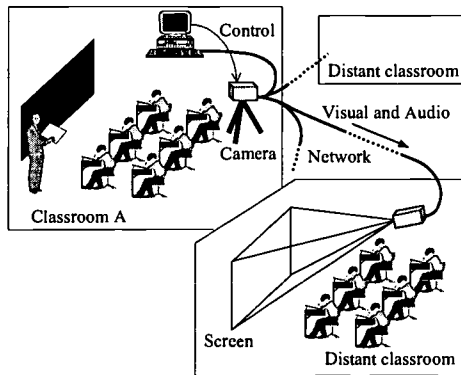 Control
Distant classroom
Visual and Audio
Camera
Network
Classroom A
Screen
Distant classroom